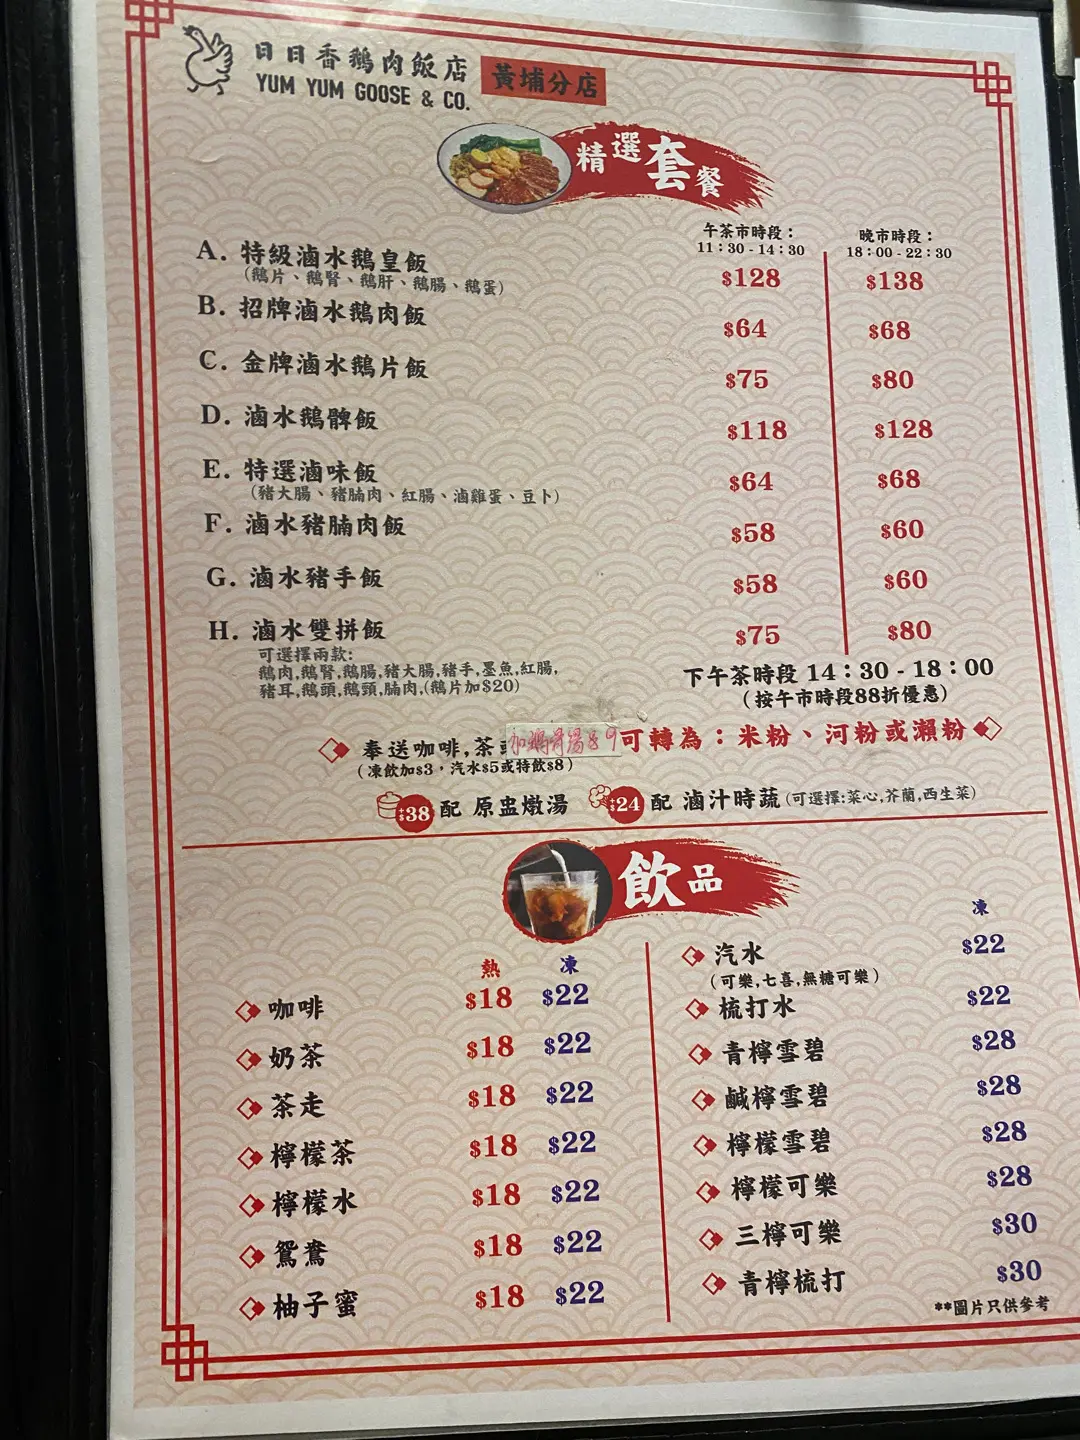 日日香鵝肉飯店
YUM YUM GOOSE & CO.
黃埔分店
精選套餐
午茶市時段：
11：30 - 14：30
晚市時段：
18：00 - 22：30
A. 特級滷水鵝皇飯 $128 $138
(鵝片、鵝腎、鵝肝、鵝腸、鵝蛋)
B. 招牌滷水鵝肉飯 $64 $68
C. 金牌滷水鵝片飯 $75 $80
D. 滷水鵝髀飯 $118 $128
E. 特選滷味飯 $64 $68
(豬大腸、豬腩肉、紅腸、滷雞蛋、豆卜)
F. 滷水豬腩肉飯 $58 $60
G. 滷水豬手飯 $58 $60
H. 滷水雙拼飯 $75 $80
可選擇兩款:
鵝肉,鵝腎,鵝腸,豬大腸,豬手,墨魚,紅腸,
豬耳,鵝頭,鵝頸,腩肉,(鵝片加$20)
下午茶時段 14：30 - 18：00
(按午市時段88折優惠)
奉送咖啡,茶
加鵝骨湯$9
可轉為：米粉、河粉或瀨粉
(凍飲加$3，汽水$5或特飲$8)
+$38 配 原盅燉湯
+$24 配 滷汁時蔬 (可選擇:菜心,芥蘭,西生菜)
飲品
熱 凍
咖啡 $18 $22
奶茶 $18 $22
茶走 $18 $22
檸檬茶 $18 $22
檸檬水 $18 $22
鴛鴦 $18 $22
柚子蜜 $18 $22
凍
汽水 $22
(可樂,七喜,無糖可樂)
梳打水 $22
青檸雪碧 $28
鹹檸雪碧 $28
檸檬雪碧 $28
檸檬可樂 $28
三檸可樂 $30
青檸梳打 $30
**圖片只供參考